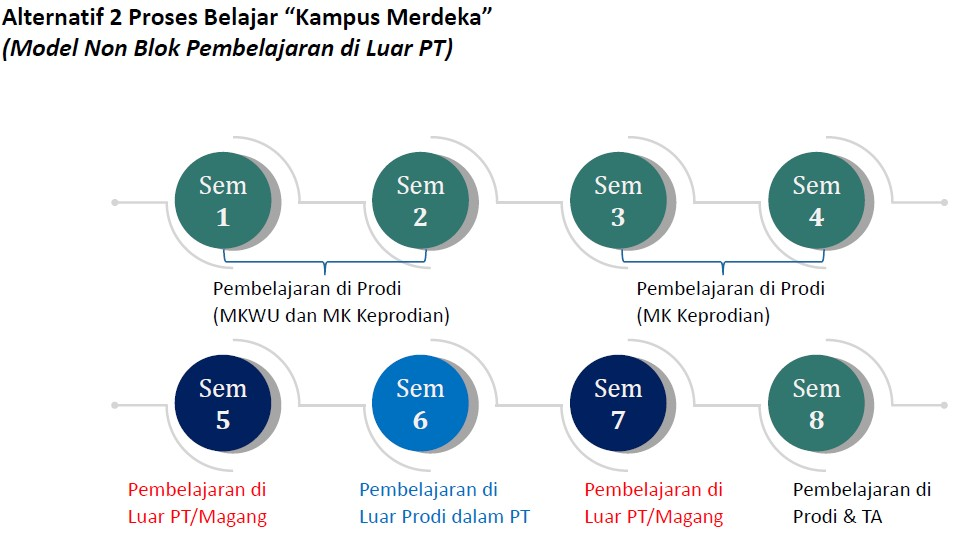 Alternatif 2 Proses Belajar “Kampus Merdeka”
(Model Non Blok Pembelajaran di Luar PT)
Sem
1
Sem
2
Sem
3
Sem
4
Pembelajaran di Prodi
(MKWU dan MK Keprodian)
Pembelajaran di Prodi
(MK Keprodian)
Sem
5
Sem
6
Sem
7
Sem
8
Pembelajaran di
Luar PT/Magang
Pembelajaran di
Luar Prodi dalam PT
Pembelajaran di
Luar PT/Magang
Pembelajaran di
Prodi & TA